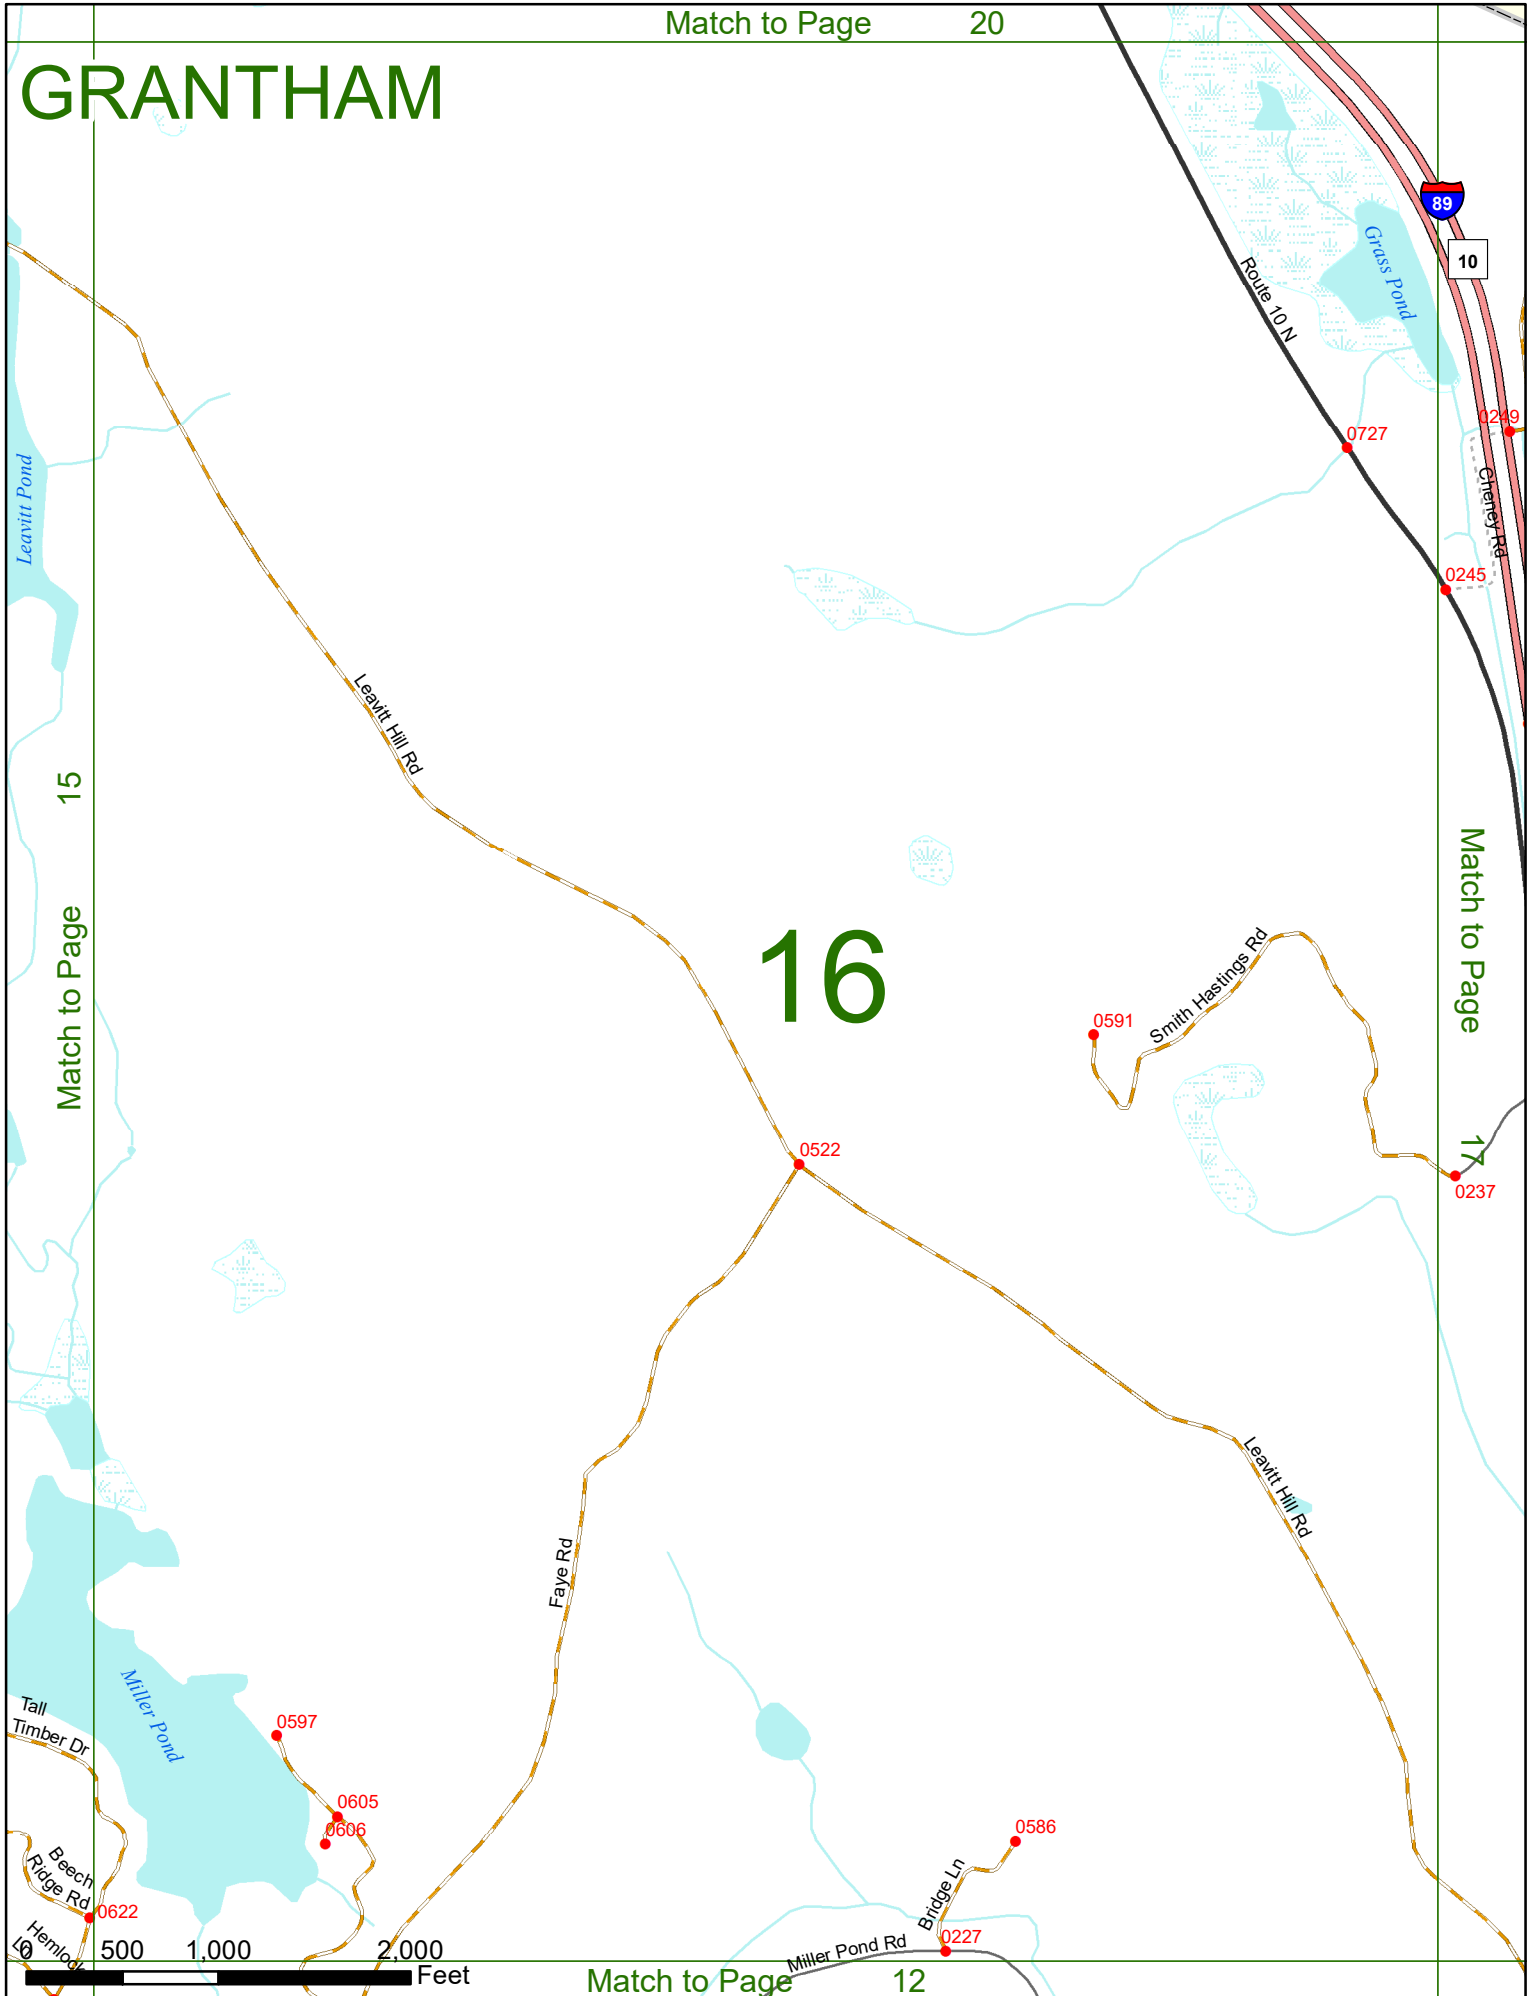 Match to Page 20
GRANTHAM
89
10
Grass Pond
Route 10 N
0249
0727
Cheney Rd
0245
Leavitt Pond
Leavitt Hill Rd
Match to Page 15
Match to Page 17
16
Smith Hastings Rd
0591
0522
0237
Leavitt Hill Rd
Faye Rd
Miller Pond
Tall
Timber Dr
0597
0605
0606
0586
Beech
Ridge Rd
0622
Bridge Ln
Hemlock
Ln
Miller Pond Rd
0227
0 500 1,000 2,000
Feet
Match to Page 12